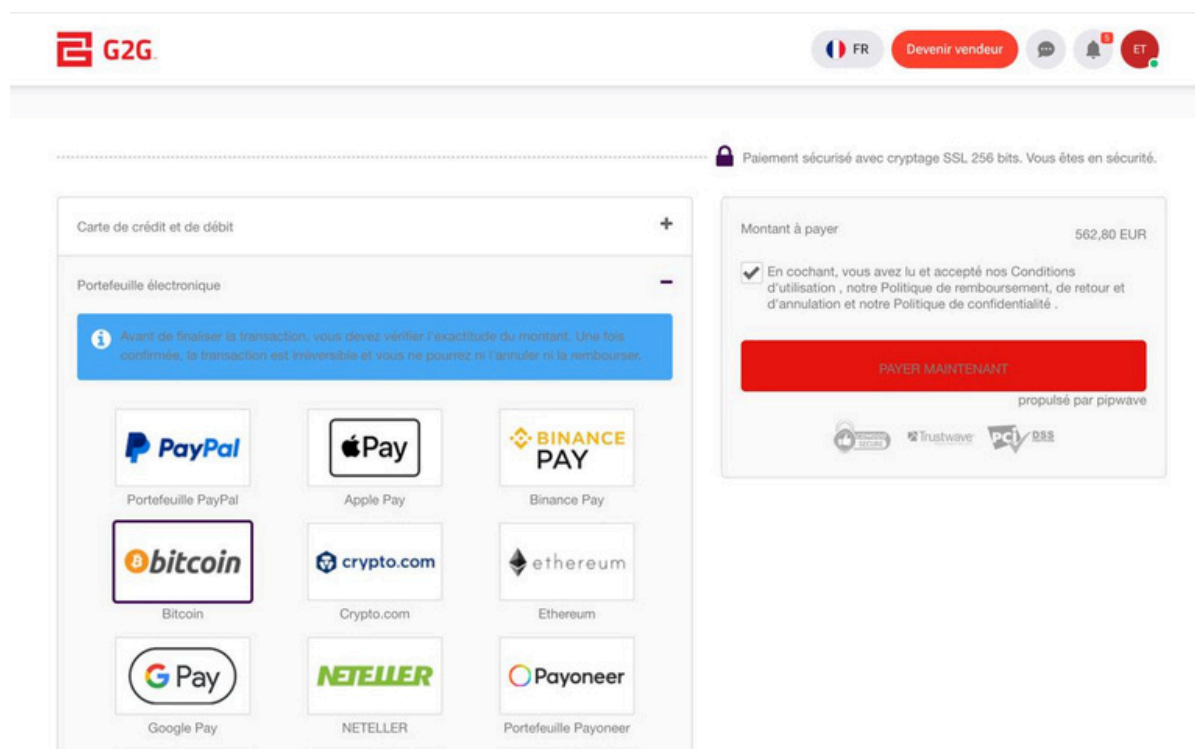 G2G.
FR
Devenir vendeur
5
ET
Paiement sécurisé avec cryptage SSL 256 bits. Vous êtes en sécurité.
Carte de crédit et de débit
+
Portefeuille électronique
-
Avant de finaliser la transaction, vous devez vérifier l'exactitude du montant. Une fois
confirmée, la transaction est irréversible et vous ne pourrez ni l'annuler ni la rembourser.
PayPal
Pay
BINANCE
PAY
Portefeuille PayPal
Apple Pay
Binance Pay
bitcoin
crypto.com
ethereum
Bitcoin
Crypto.com
Ethereum
G Pay
NETELLER
Payoneer
Google Pay
NETELLER
Portefeuille Payoneer
Montant à payer
562,80 EUR
En cochant, vous avez lu et accepté nos Conditions
d'utilisation , notre Politique de remboursement, de retour et
d'annulation et notre Politique de confidentialité .
PAYER MAINTENANT
propulsé par pipwave
SECURE
Trustwave
PCI DSS